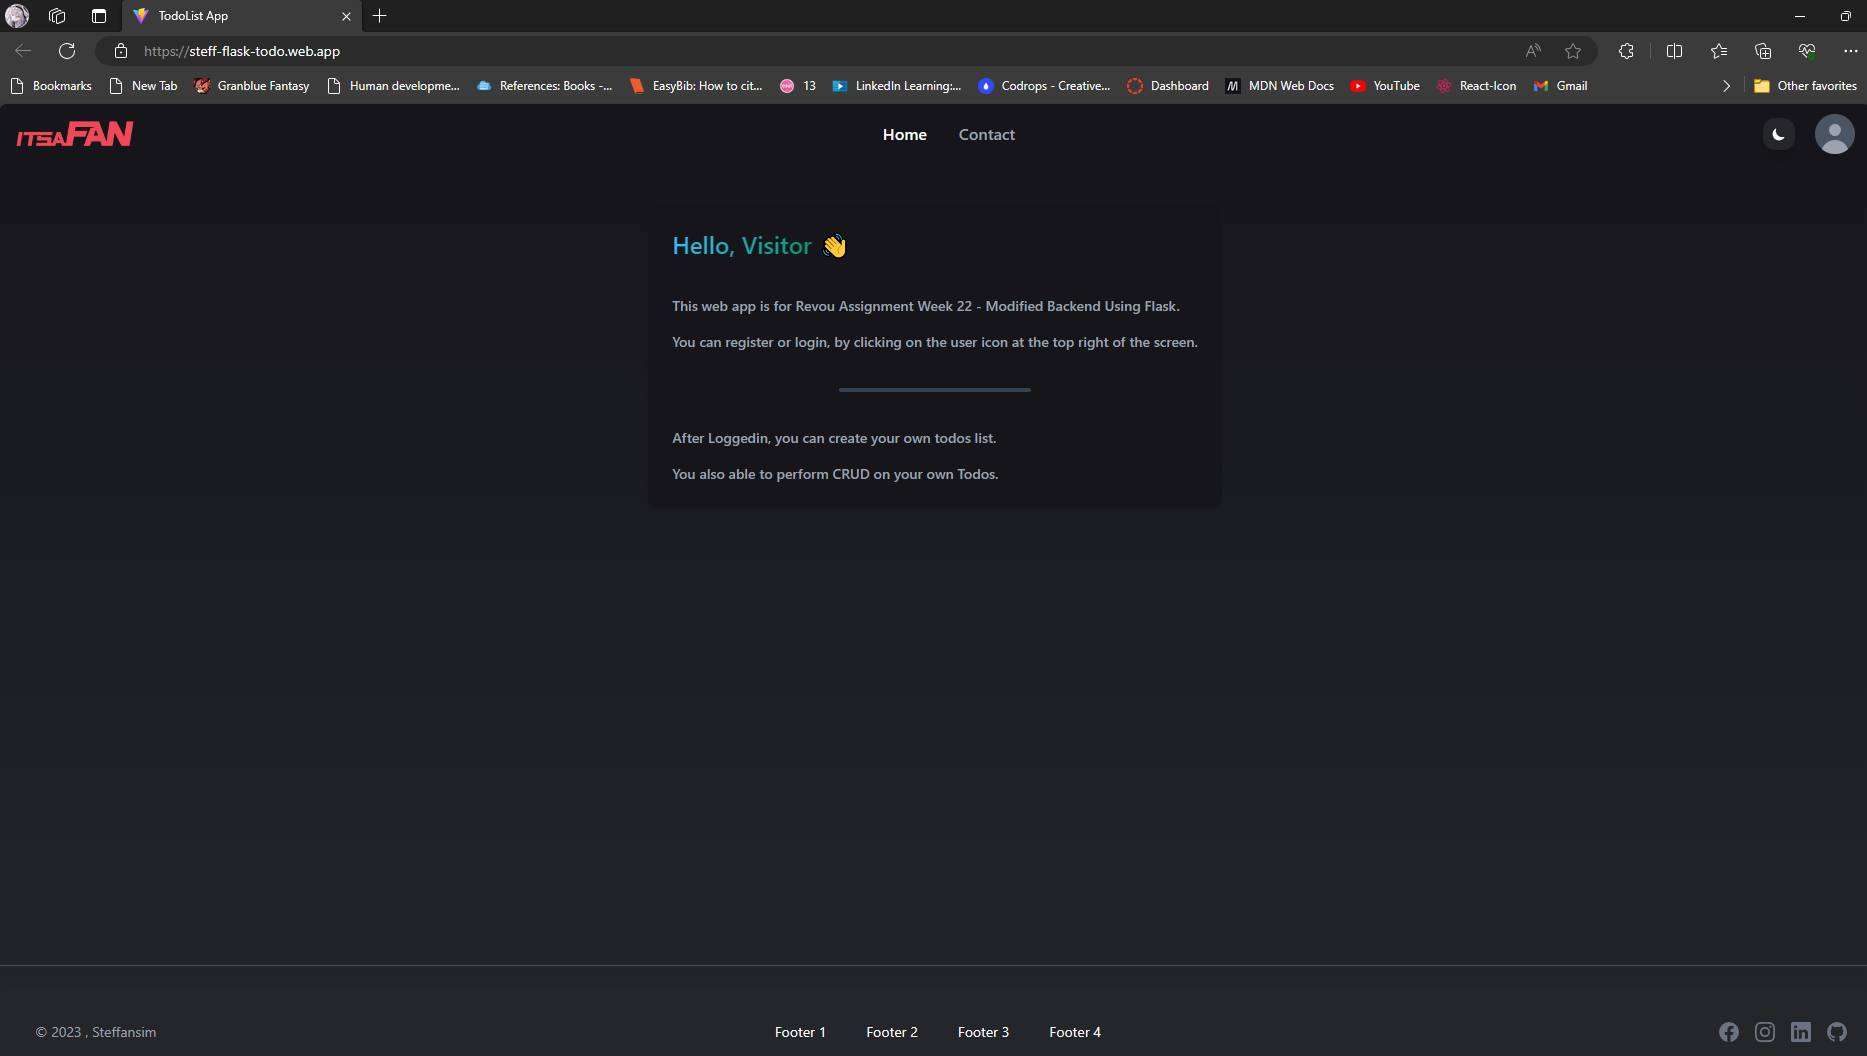 TodoList App
https://steff-flask-todo.web.app
Bookmarks New Tab Granblue Fantasy Human developme... References: Books -... EasyBib: How to cit... 13 LinkedIn Learning:... Codrops - Creative... Dashboard MDN Web Docs YouTube React-Icon Gmail Other favorites
ITSAFAN Home Contact
Hello, Visitor 👋
This web app is for Revou Assignment Week 22 - Modified Backend Using Flask.
You can register or login, by clicking on the user icon at the top right of the screen.
After Loggedin, you can create your own todos list.
You also able to perform CRUD on your own Todos.
© 2023 , Steffansim Footer 1 Footer 2 Footer 3 Footer 4